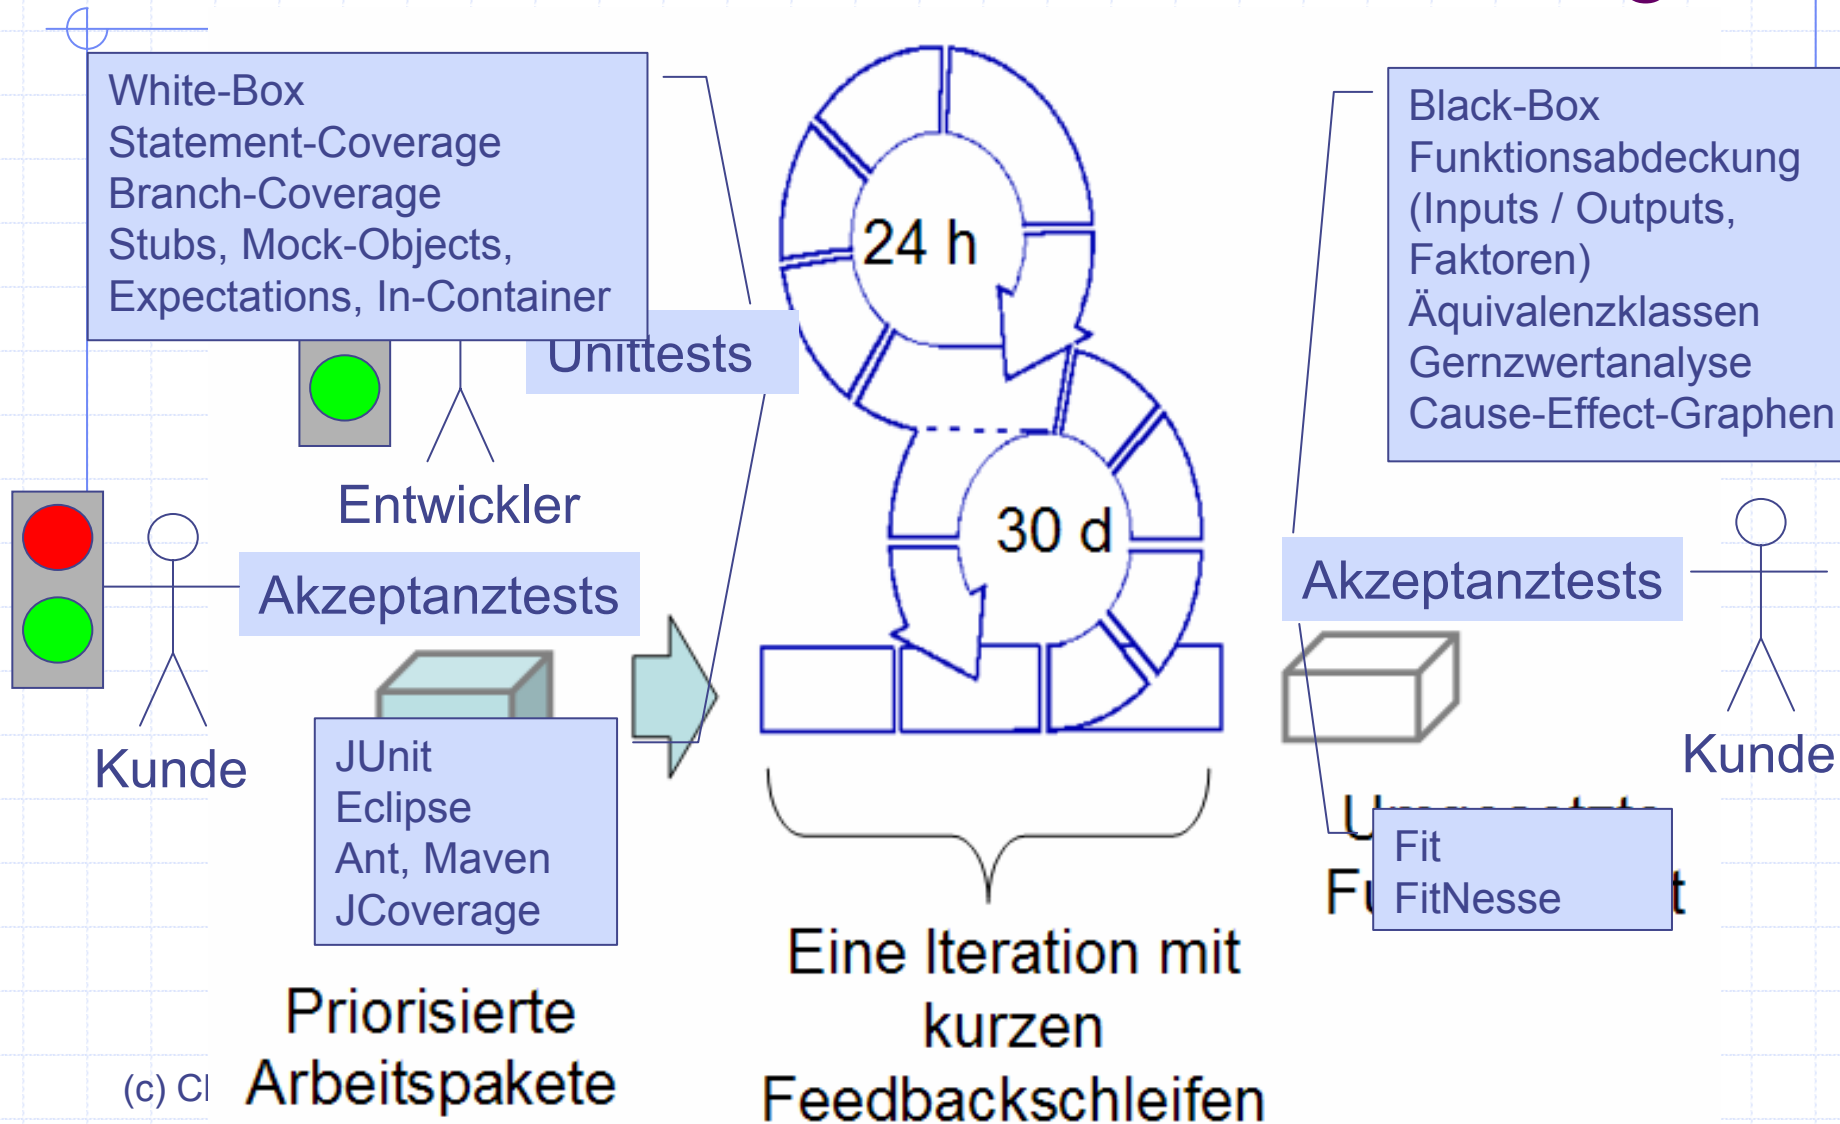 White-Box
Statement-Coverage
Branch-Coverage
Stubs, Mock-Objects,
Expectations, In-Container
Unittests
Entwickler
Akzeptanztests
Kunde
JUnit
Eclipse
Ant, Maven
JCoverage
Priorisierte
Arbeitspakete
24 h
30 d
Eine Iteration mit
kurzen
Feedbackschleifen
Black-Box
Funktionsabdeckung
(Inputs / Outputs,
Faktoren)
Äquivalenzklassen
Gernzwertanalyse
Cause-Effect-Graphen
Akzeptanztests
Kunde
Fit
FitNesse
(c)